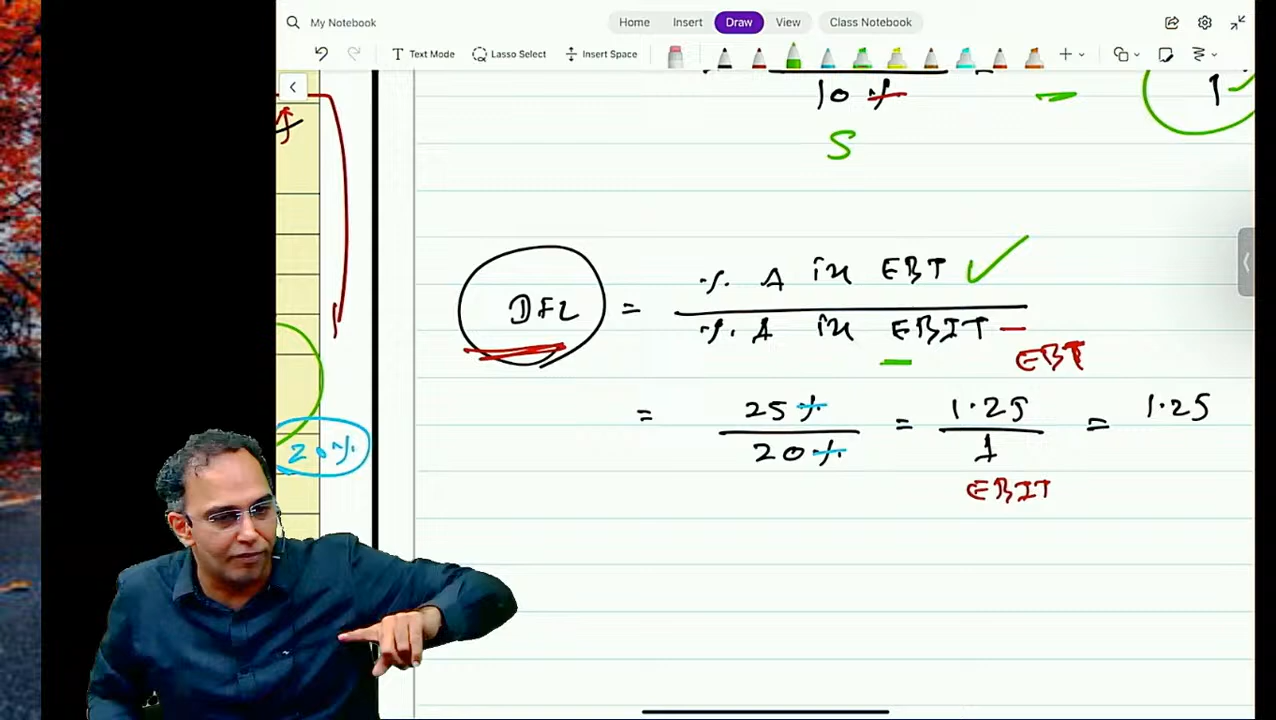 My Notebook
Home Insert Draw View Class Notebook
Text Mode Lasso Select Insert Space
10 % 1
S
DFL = % Δ in EBT
% Δ in EBIT
EBT
= 25 % = 1.25 = 1.25
20 % 1
20%
EBIT